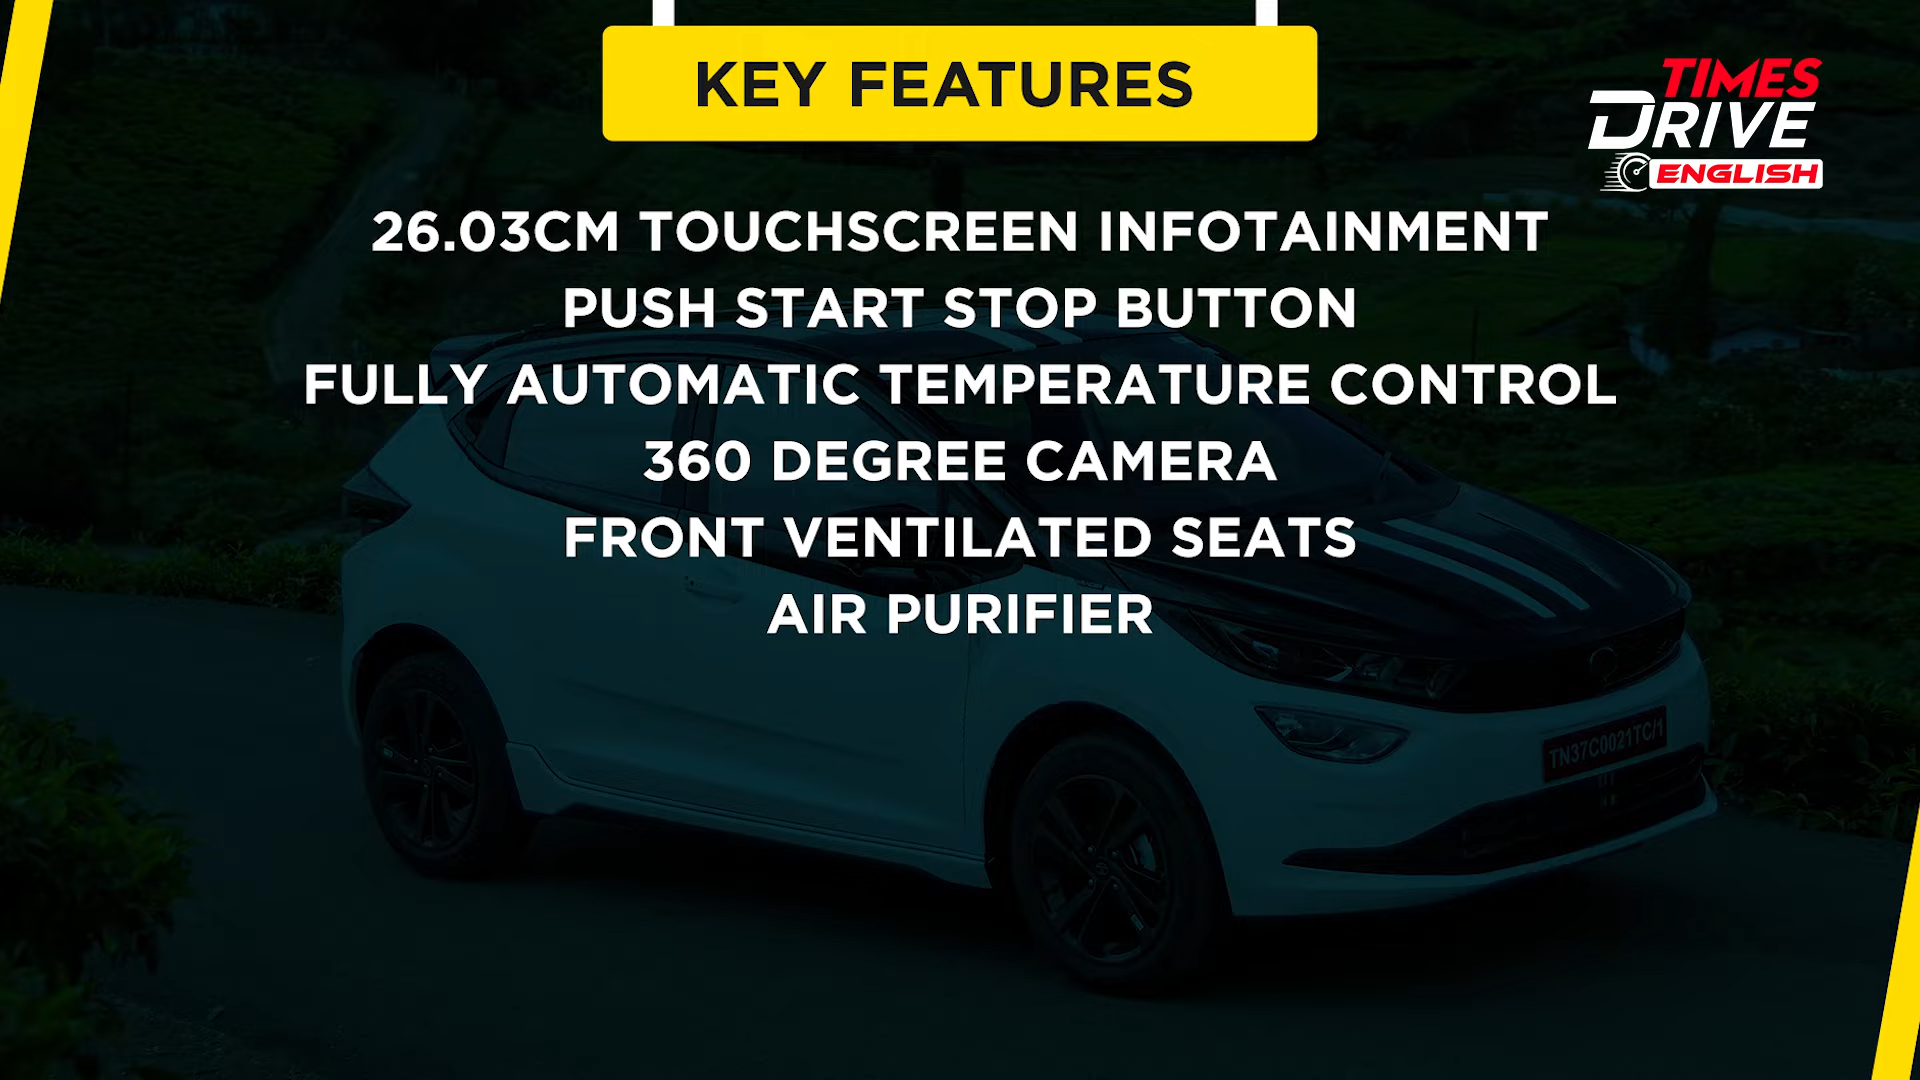 KEY FEATURES
TIMES
DRIVE
ENGLISH
26.03CM TOUCHSCREEN INFOTAINMENT
PUSH START STOP BUTTON
FULLY AUTOMATIC TEMPERATURE CONTROL
360 DEGREE CAMERA
FRONT VENTILATED SEATS
AIR PURIFIER
TN37C0021TC/1